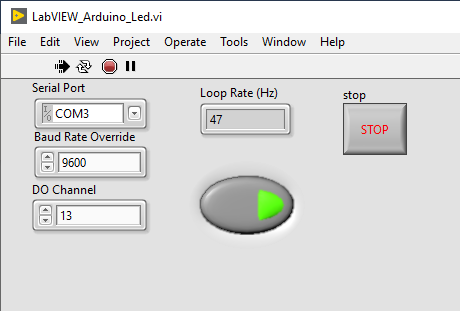 LabVIEW_Arduino_Led.vi
File Edit View Project Operate Tools Window Help
Serial Port
COM3
Baud Rate Override
9600
DO Channel
13
Loop Rate (Hz)
47
stop
STOP